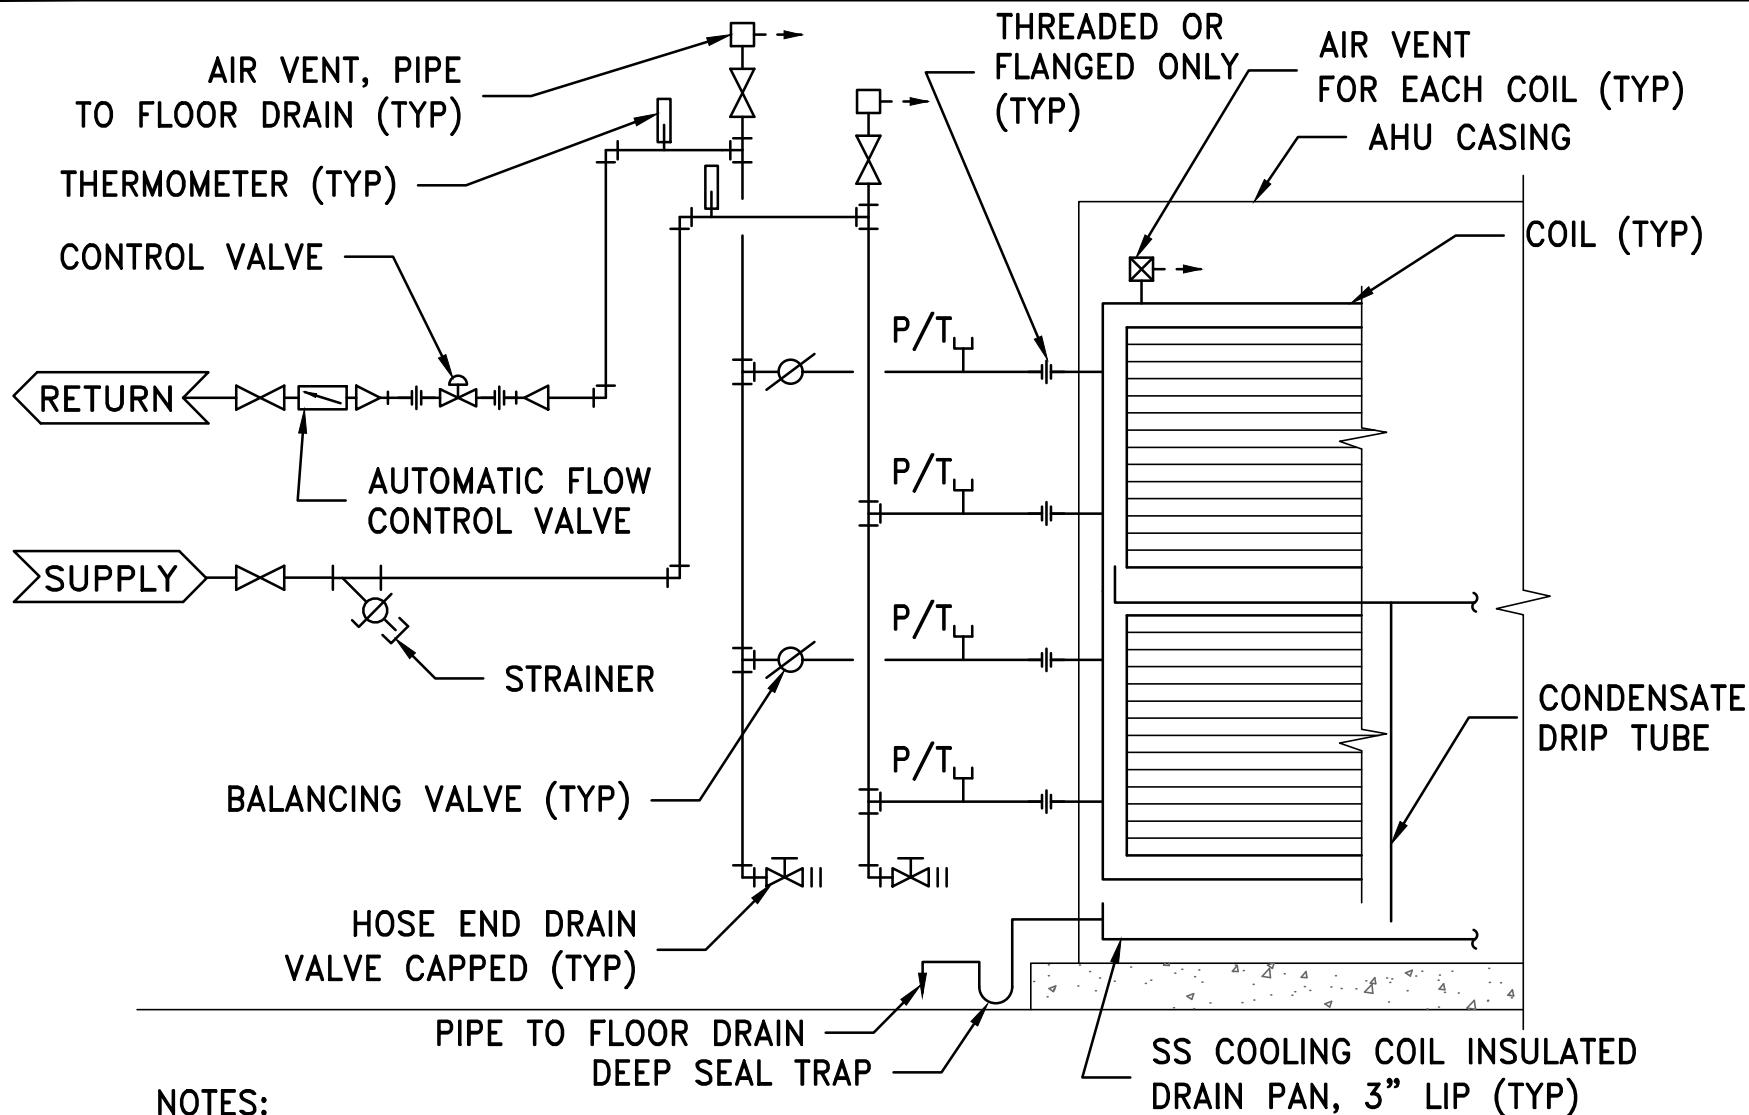 THREADED OR
FLANGED ONLY
(TYP)
AIR VENT
FOR EACH COIL (TYP)
AHU CASING
AIR VENT, PIPE
TO FLOOR DRAIN (TYP)
THERMOMETER (TYP)
COIL (TYP)
CONTROL VALVE
P/T
RETURN
P/T
AUTOMATIC FLOW
CONTROL VALVE
SUPPLY
P/T
STRAINER
CONDENSATE
DRIP TUBE
P/T
BALANCING VALVE (TYP)
HOSE END DRAIN
VALVE CAPPED (TYP)
PIPE TO FLOOR DRAIN
DEEP SEAL TRAP
SS COOLING COIL INSULATED
DRAIN PAN, 3" LIP (TYP)
NOTES: